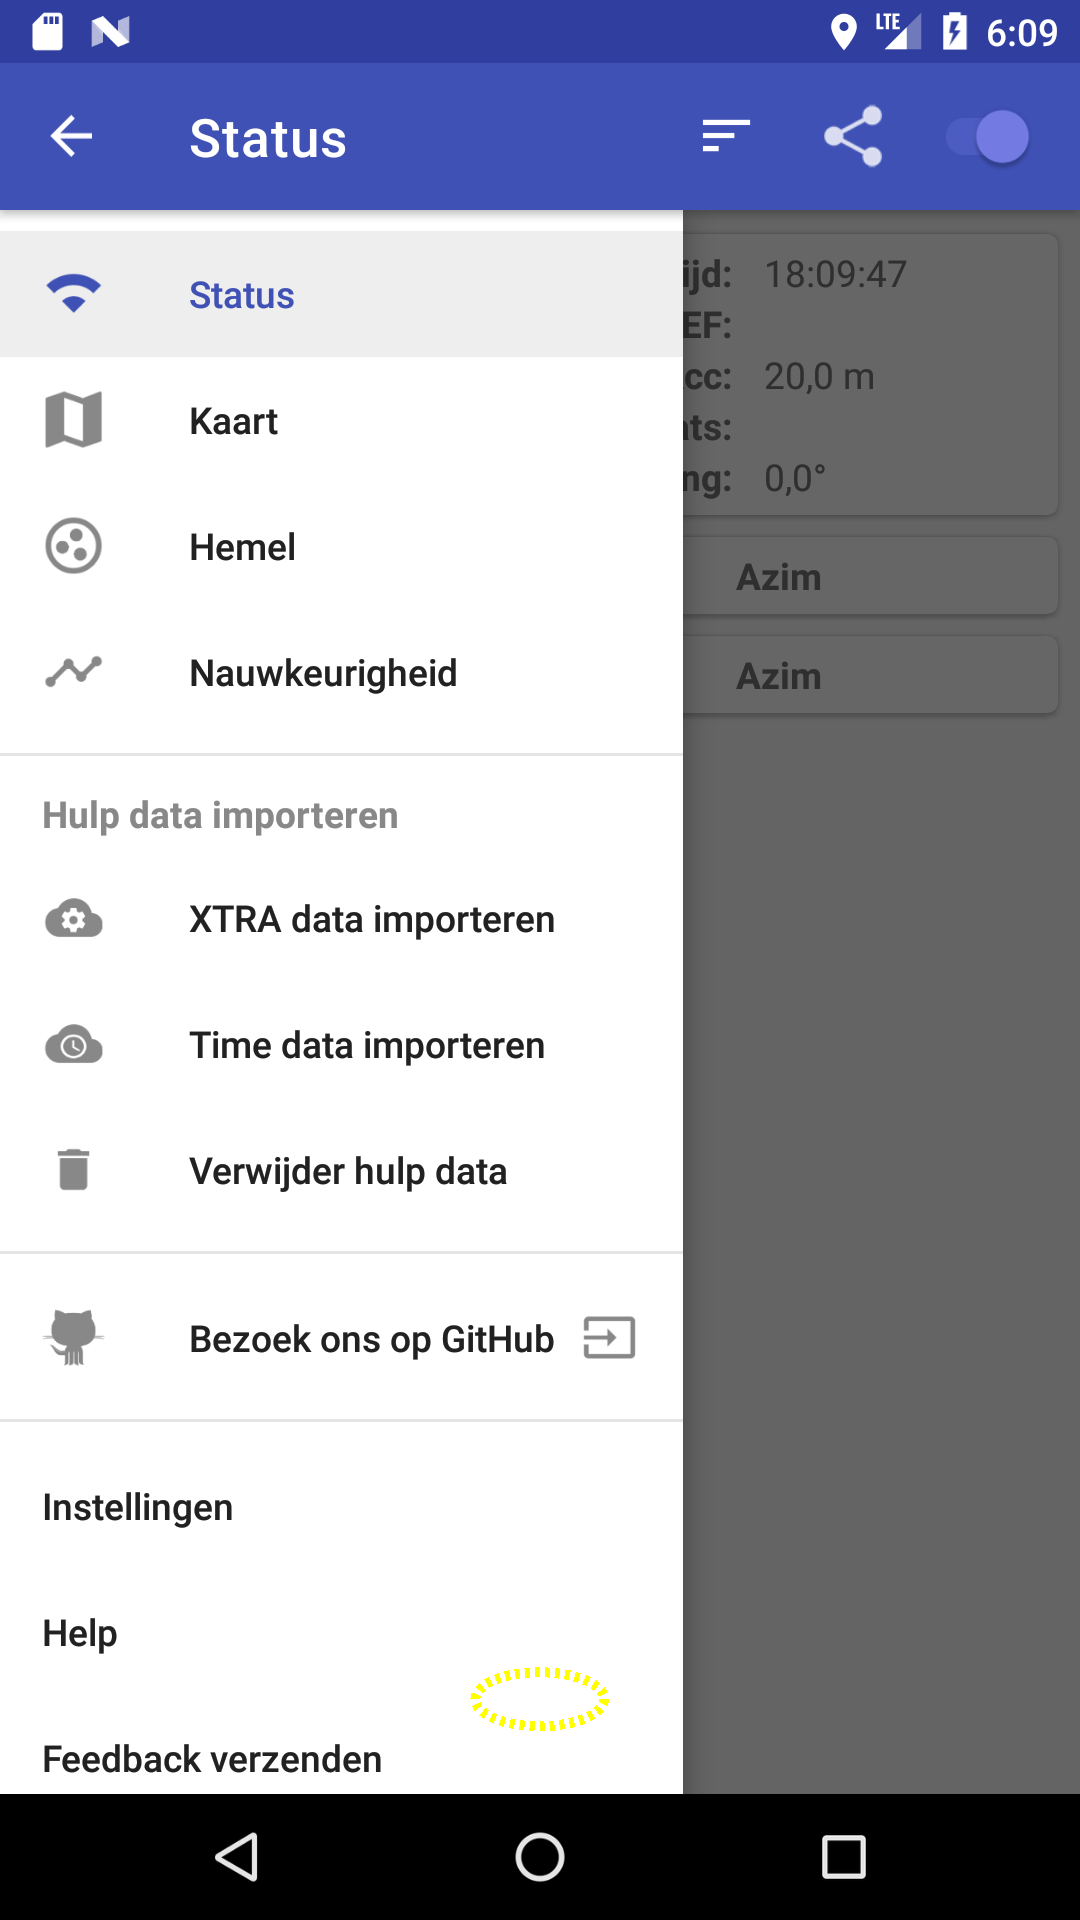 LTE 6:09
Status
Status
Kaart
Hemel
Nauwkeurigheid
Hulp data importeren
XTRA data importeren
Time data importeren
Verwijder hulp data
Bezoek ons op GitHub
Instellingen
Help
Feedback verzenden
ijd: 18:09:47
EF:
cc: 20,0 m
ts:
ng: 0,0°
Azim
Azim